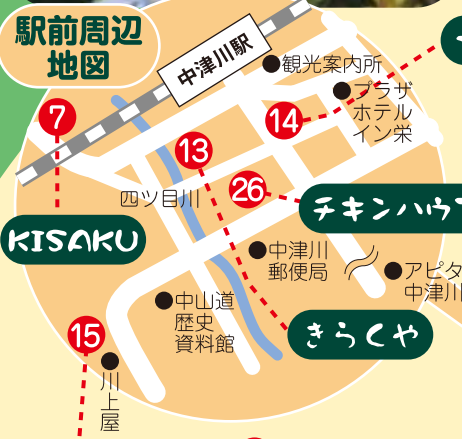 駅前周辺
地図
中津川駅
観光案内所
プラザ
ホテル
イン栄
7
13
14
26
四ツ目川
チキンハウ
KISAKU
中津川
郵便局
アピタ
中津川
中山道
歴史
資料館
きらくや
15
川上屋